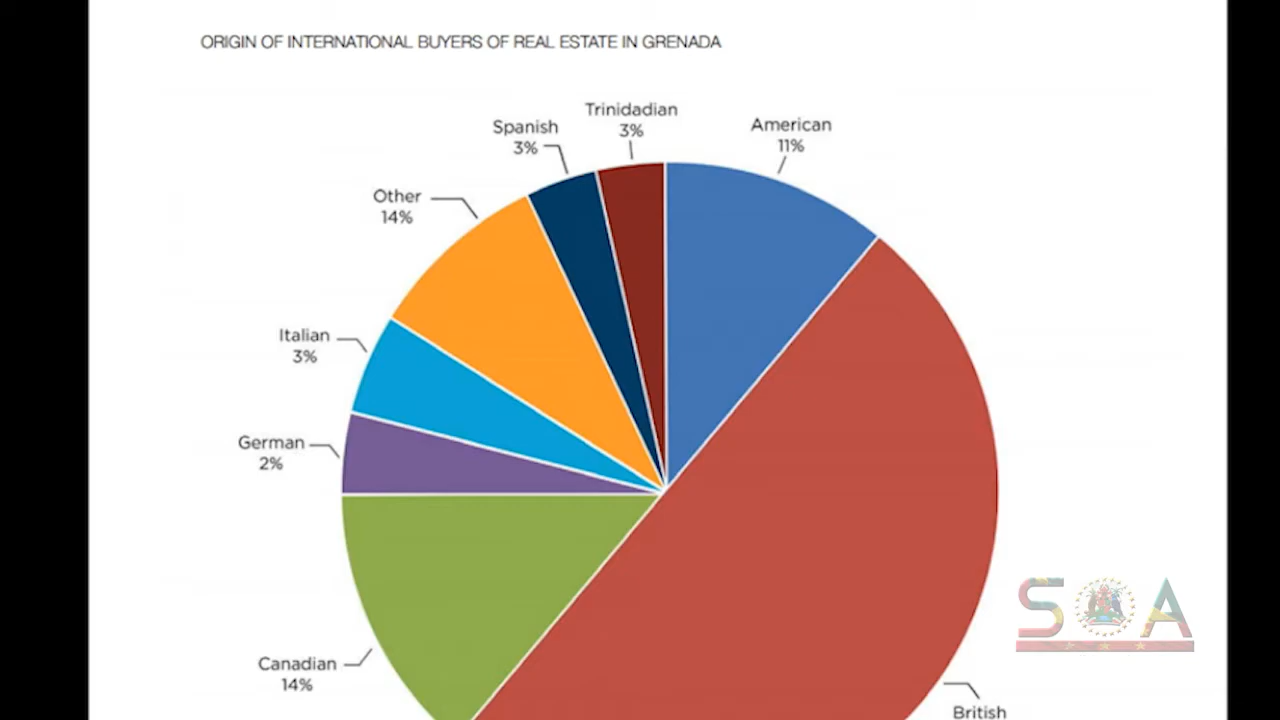 ORIGIN OF INTERNATIONAL BUYERS OF REAL ESTATE IN GRENADA
Trinidadian
3%
American
11%
Spanish
3%
Other
14%
Italian
3%
German
2%
Canadian
14%
British
SOA